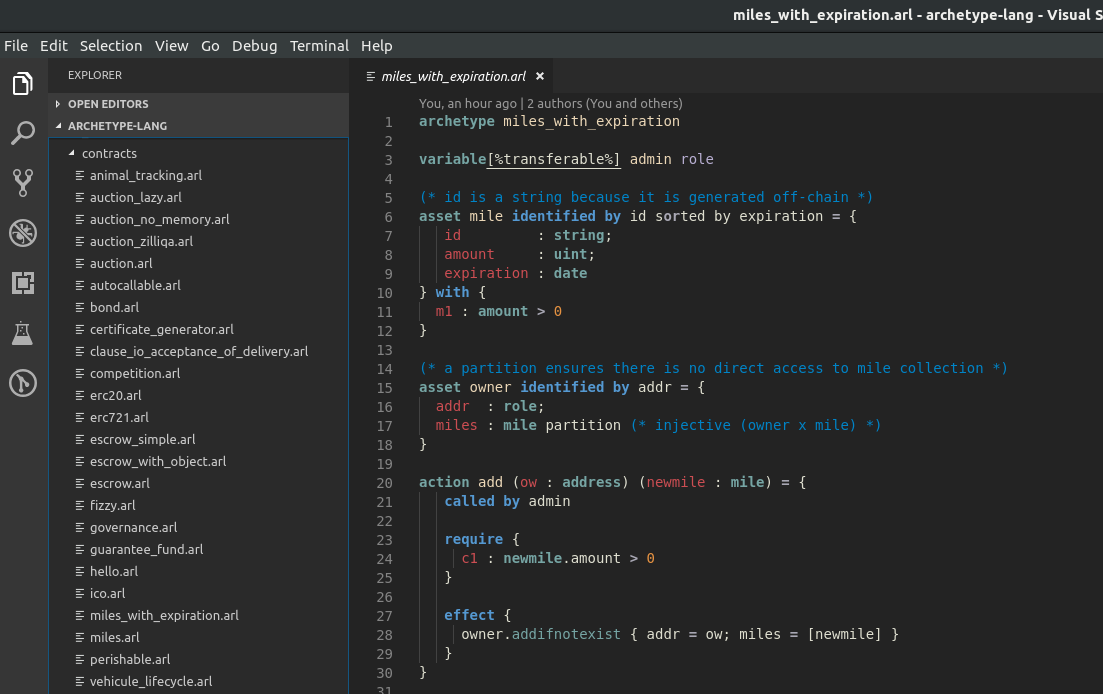 miles_with_expiration.arl - archetype-lang - Visual S
File Edit Selection View Go Debug Terminal Help
EXPLORER
OPEN EDITORS
ARCHETYPE-LANG
contracts
animal_tracking.arl
auction_lazy.arl
auction_no_memory.arl
auction_zilliqa.arl
auction.arl
autocallable.arl
bond.arl
certificate_generator.arl
clause_io_acceptance_of_delivery.arl
competition.arl
erc20.arl
erc721.arl
escrow_simple.arl
escrow_with_object.arl
escrow.arl
fizzy.arl
governance.arl
guarantee_fund.arl
hello.arl
ico.arl
miles_with_expiration.arl
miles.arl
perishable.arl
vehicule_lifecycle.arl
miles_with_expiration.arl ×
You, an hour ago | 2 authors (You and others)
1 archetype miles_with_expiration
2
3 variable[%transferable%] admin role
4
5 (* id is a string because it is generated off-chain *)
6 asset mile identified by id sorted by expiration = {
7 id : string;
8 amount : uint;
9 expiration : date
10 } with {
11 m1 : amount > 0
12 }
13
14 (* a partition ensures there is no direct access to mile collection *)
15 asset owner identified by addr = {
16 addr : role;
17 miles : mile partition (* injective (owner x mile) *)
18 }
19
20 action add (ow : address) (newmile : mile) = {
21 called by admin
22
23 require {
24 c1 : newmile.amount > 0
25 }
26
27 effect {
28 owner.addifnotexist { addr = ow; miles = [newmile] }
29 }
30 }
31